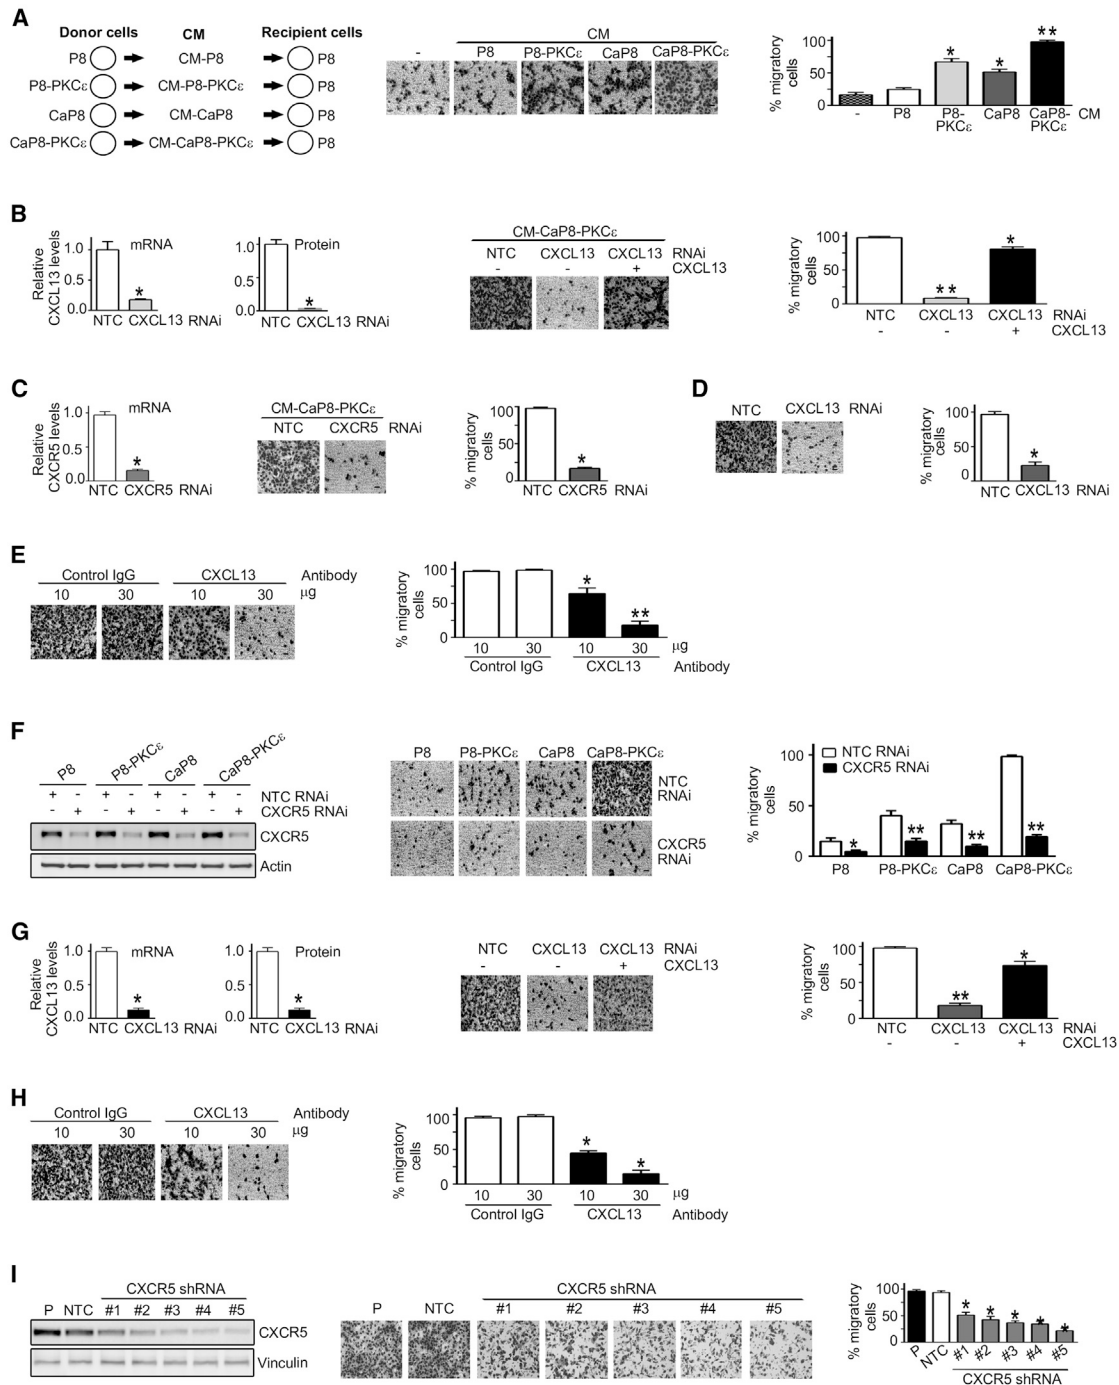 A
Donor cells CM Recipient cells
P8 CM-P8 P8
P8-PKCε CM-P8-PKCε P8
CaP8 CM-CaP8 P8
CaP8-PKCε CM-CaP8-PKCε P8
CM
- P8 P8-PKCε CaP8 CaP8-PKCε
% migratory cells
100
50
0
* * **
- P8 P8-PKCε CaP8 CaP8-PKCε CM
B
Relative CXCL13 levels
mRNA
1.0
0.5
0.0
*
NTC CXCL13 RNAi
Protein
1.0
0.5
0.0
*
NTC CXCL13 RNAi
CM-CaP8-PKCε
NTC CXCL13 CXCL13 RNAi
- - + CXCL13
% migratory cells
100
50
0
** *
NTC CXCL13 CXCL13 RNAi
- - + CXCL13
C
Relative CXCR5 levels
mRNA
1.0
0.5
0.0
*
NTC CXCR5 RNAi
CM-CaP8-PKCε
NTC CXCR5 RNAi
% migratory cells
100
50
0
*
NTC CXCR5 RNAi
D
NTC CXCL13 RNAi
% migratory cells
100
50
0
*
NTC CXCL13 RNAi
E
Control IgG CXCL13 Antibody
10 30 10 30 μg
% migratory cells
100
50
0
* **
10 30 10 30 μg
Control IgG CXCL13 Antibody
F
P8 P8-PKCε CaP8 CaP8-PKCε
+ - + - + - + - NTC RNAi
- + - + - + - + CXCR5 RNAi
CXCR5
Actin
P8 P8-PKCε CaP8 CaP8-PKCε
NTC RNAi
CXCR5 RNAi
% migratory cells
100
50
0
NTC RNAi
CXCR5 RNAi
* ** ** **
P8 P8-PKCε CaP8 CaP8-PKCε
G
Relative CXCL13 levels
mRNA
1.0
0.5
0.0
*
NTC CXCL13 RNAi
Protein
1.0
0.5
0.0
*
NTC CXCL13 RNAi
NTC CXCL13 CXCL13 RNAi
- - + CXCL13
% migratory cells
100
50
0
** *
NTC CXCL13 CXCL13 RNAi
- - + CXCL13
H
Control IgG CXCL13 Antibody
10 30 10 30 μg
% migratory cells
100
50
0
* *
10 30 10 30 μg
Control IgG CXCL13 Antibody
I
CXCR5 shRNA
P NTC #1 #2 #3 #4 #5
CXCR5
Vinculin
CXCR5 shRNA
P NTC #1 #2 #3 #4 #5
% migratory cells
100
50
0
* * * * *
P NTC #1 #2 #3 #4 #5
CXCR5 shRNA